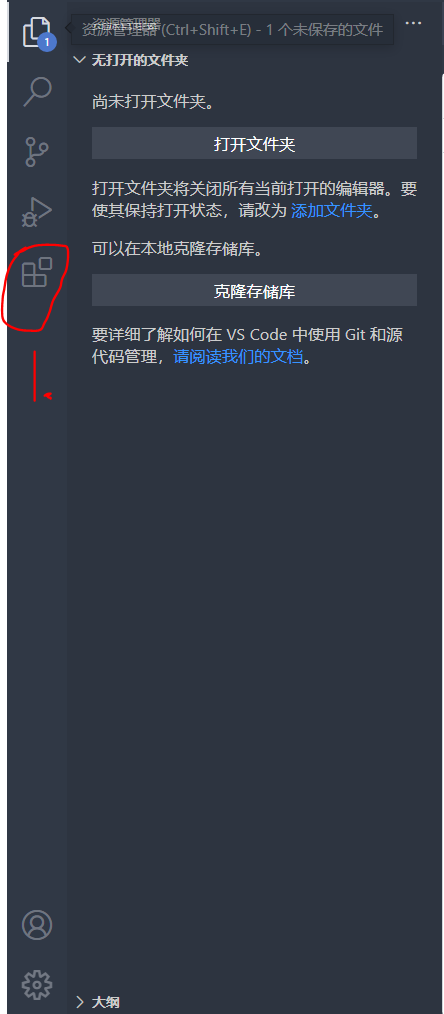 资源管理器
资源管理器 (Ctrl+Shift+E) - 1 个未保存的文件
1
无打开的文件夹
尚未打开文件夹。
打开文件夹
打开文件夹将关闭所有当前打开的编辑器。要
使其保持打开状态，请改为 添加文件夹。
可以在本地克隆存储库。
克隆存储库
要详细了解如何在 VS Code 中使用 Git 和源
代码管理，请阅读我们的文档。
大纲